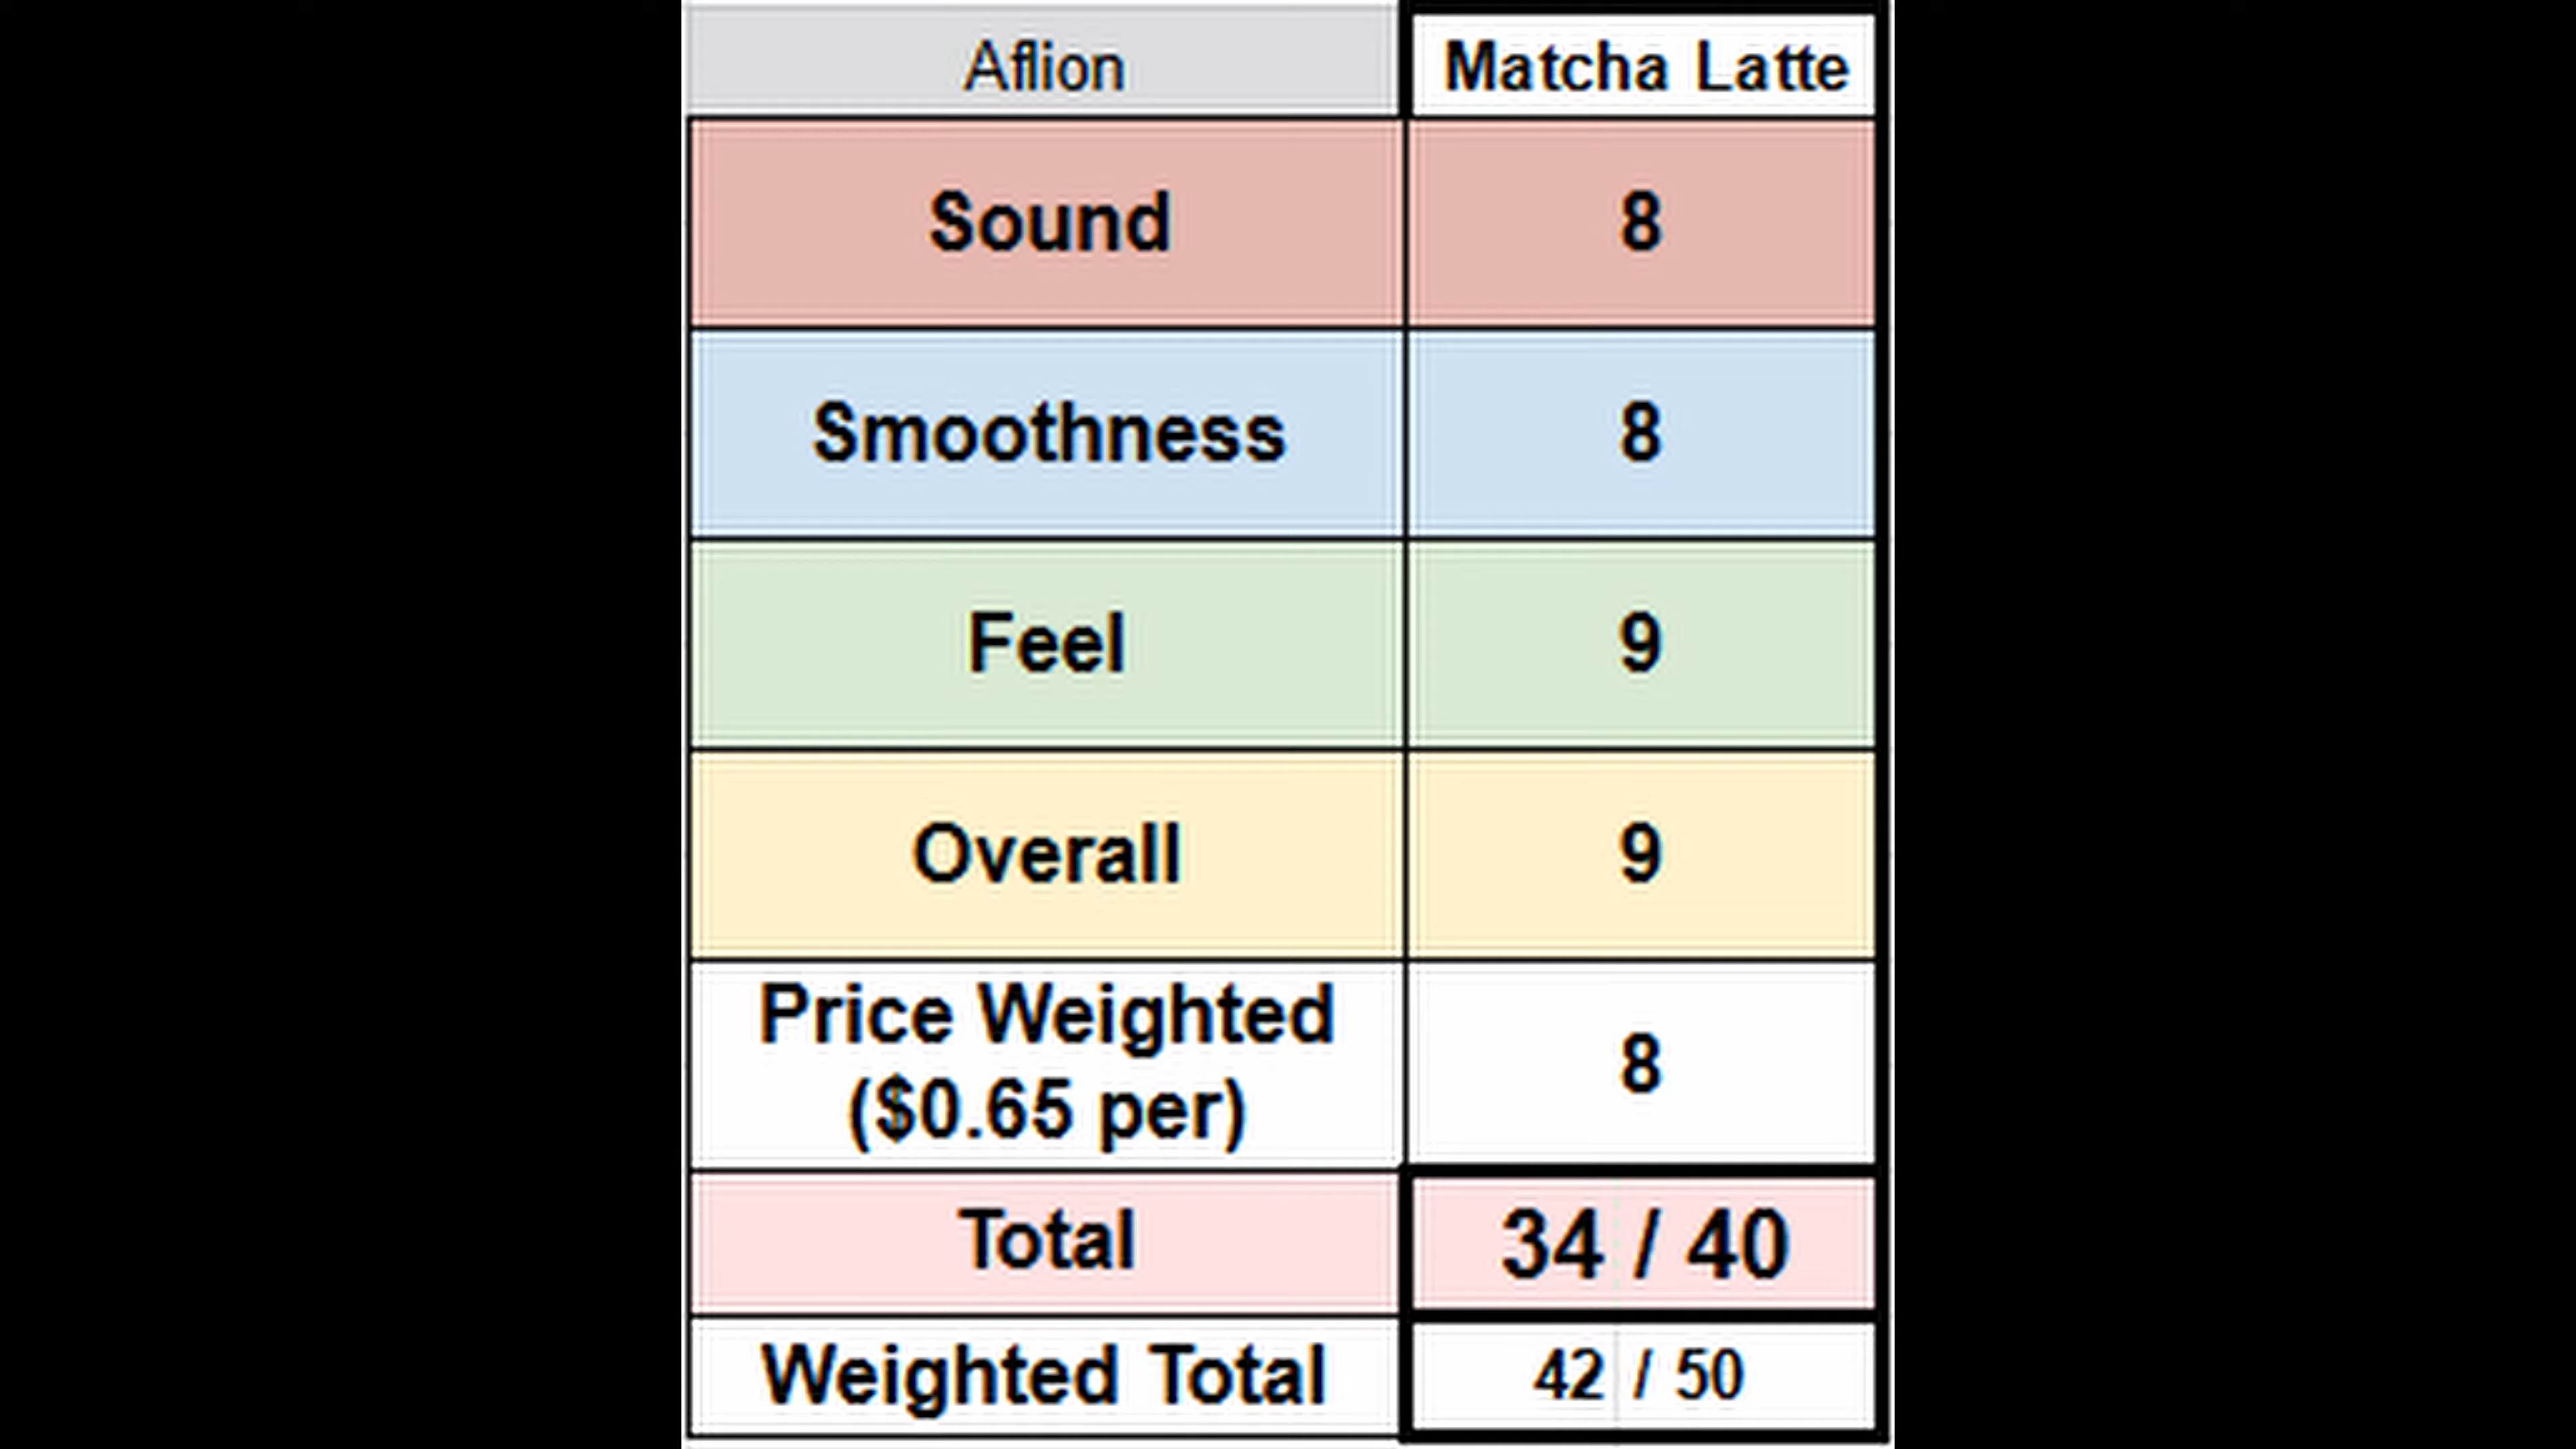 Aflion Matcha Latte
Sound 8
Smoothness 8
Feel 9
Overall 9
Price Weighted
($0.65 per) 8
Total 34 / 40
Weighted Total 42 / 50